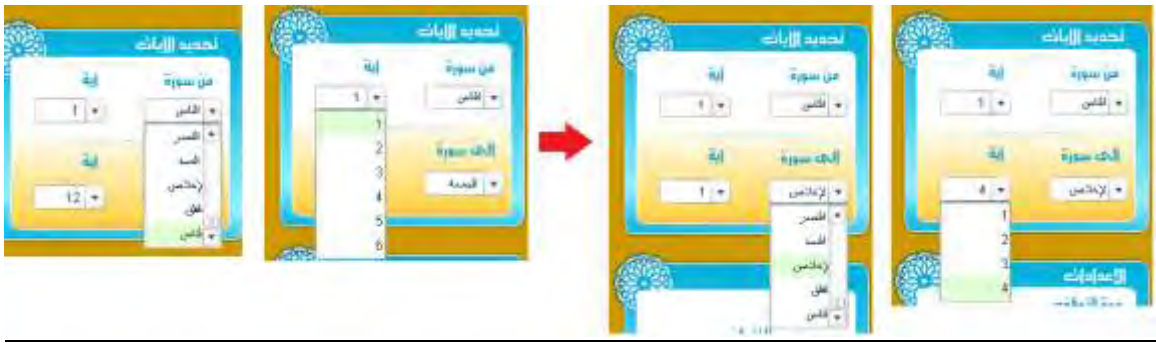 تحديد الآيات
من سورة آية
الناس 1
النصر
المسد
الإخلاص
الفلق
الناس
آية
12
تحديد الآيات
من سورة آية
الناس 1
1
2
3
4
5
6
إلى سورة
تحديد الآيات
من سورة آية
الناس 1
إلى سورة آية
الإخلاص 1
النصر
المسد
الإخلاص
الفلق
الناس
تحديد الآيات
من سورة آية
الناس 1
إلى سورة آية
الإخلاص 4
1
2
3
4
الإعدادات